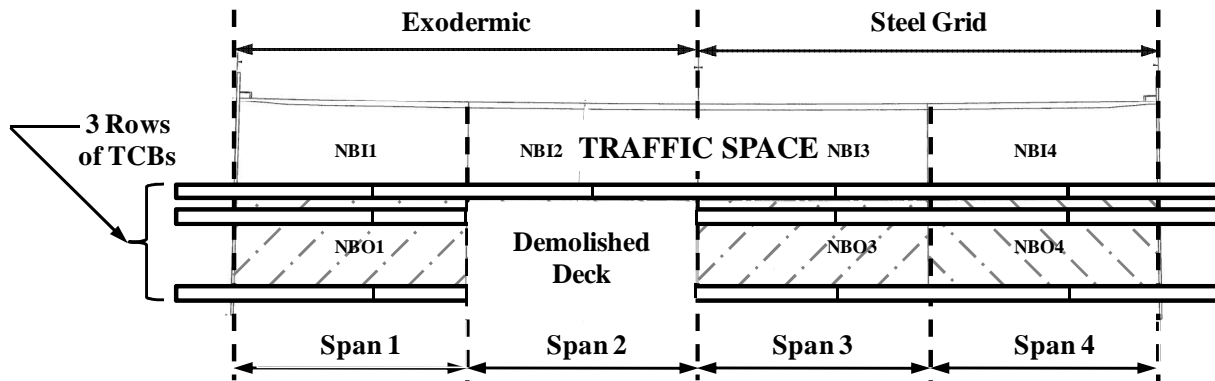 Exodermic
Steel Grid
3 Rows
of TCBs
NBI1
NBI2
TRAFFIC SPACE
NBI3
NBI4
NBO1
Demolished
Deck
NBO3
NBO4
Span 1
Span 2
Span 3
Span 4